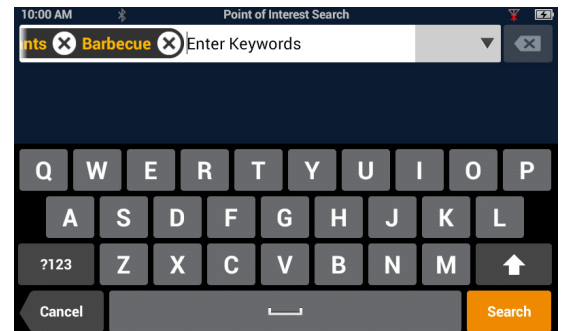 10:00 AM Point of Interest Search
nts Barbecue Enter Keywords
Q W E R T Y U I O P
A S D F G H J K L
?123 Z X C V B N M
Cancel Search